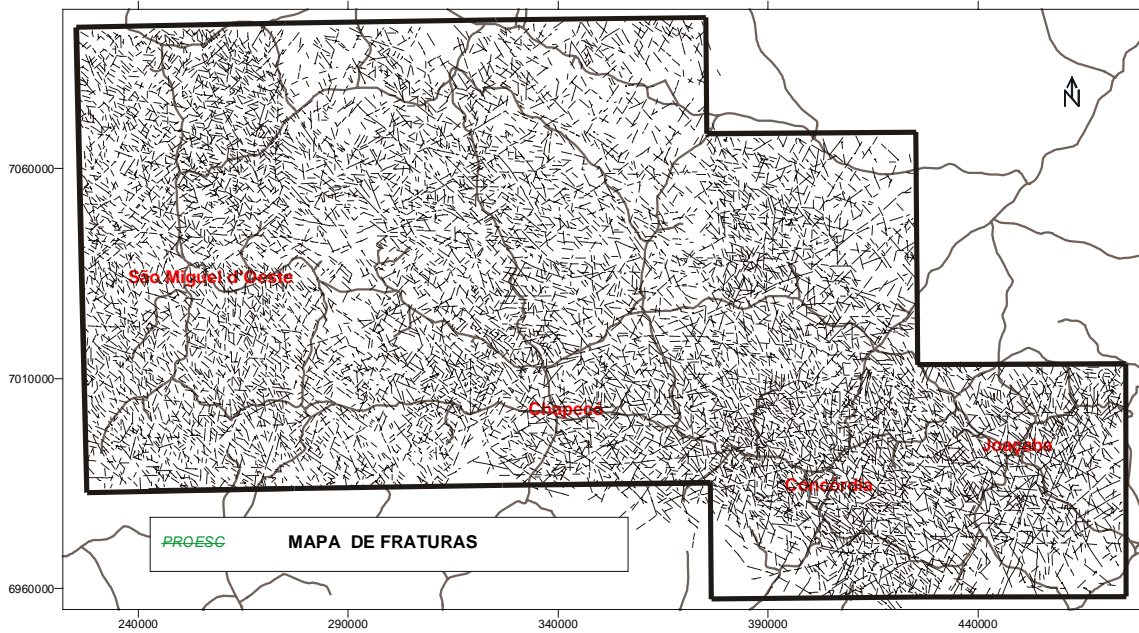 N
7060000
São Miguel d'Oeste
7010000
Chapecó
Joaçaba
Concórdia
PROESC MAPA DE FRATURAS
6960000
240000 290000 340000 390000 440000